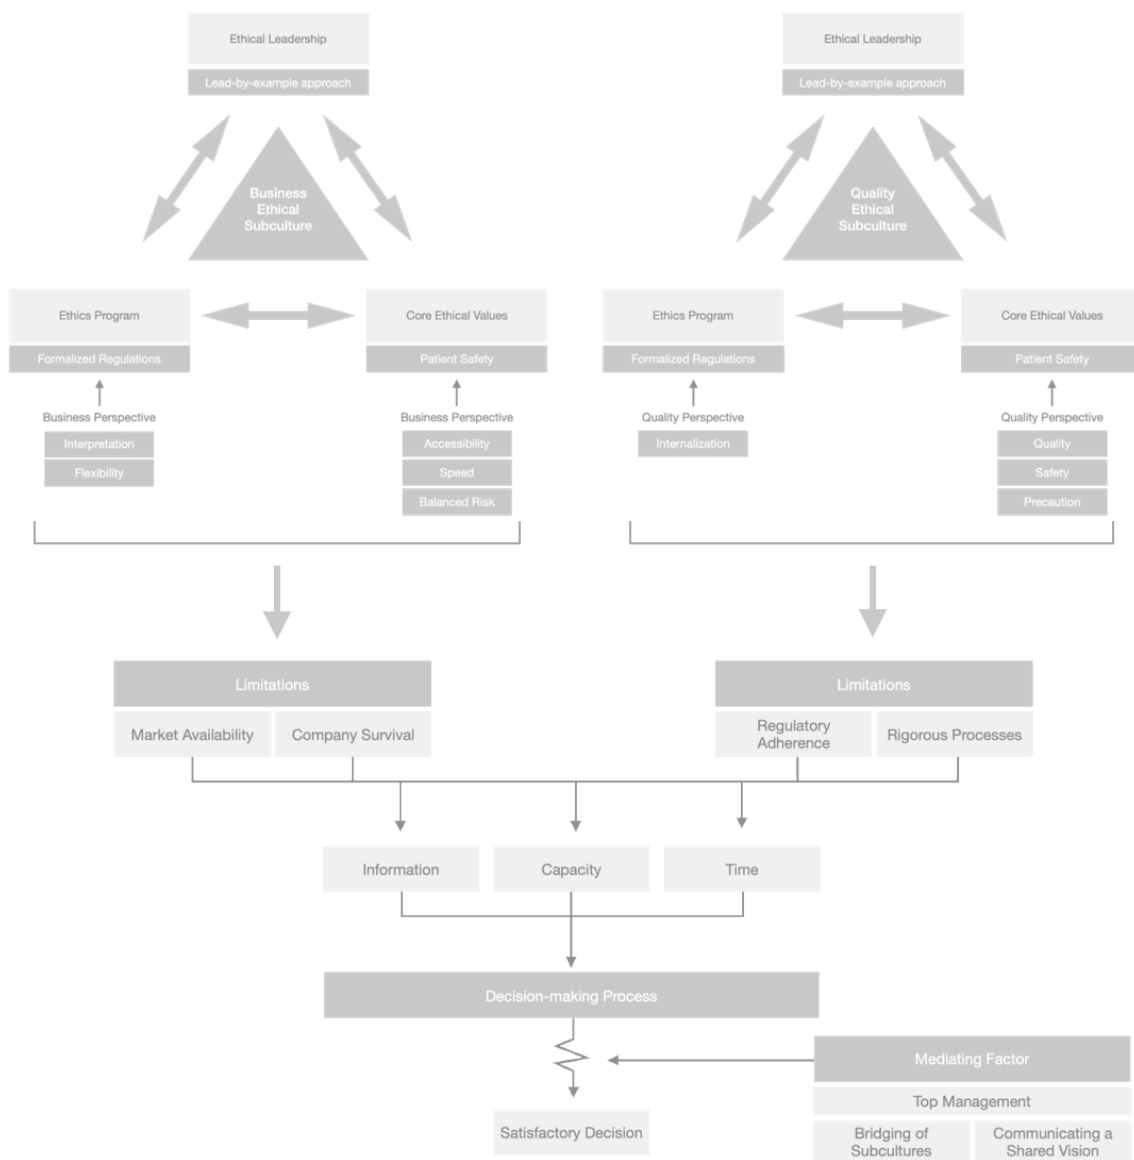 Ethical Leadership
Lead-by-example approach
Business
Ethical
Subculture
Ethics Program
Formalized Regulations
Business Perspective
Interpretation
Flexibility
Core Ethical Values
Patient Safety
Business Perspective
Accessibility
Speed
Balanced Risk
Ethical Leadership
Lead-by-example approach
Quality
Ethical
Subculture
Ethics Program
Formalized Regulations
Quality Perspective
Internalization
Core Ethical Values
Patient Safety
Quality Perspective
Quality
Safety
Precaution
Limitations
Market Availability
Company Survival
Limitations
Regulatory
Adherence
Rigorous Processes
Information
Capacity
Time
Decision-making Process
Mediating Factor
Top Management
Bridging of
Subcultures
Communicating a
Shared Vision
Satisfactory Decision